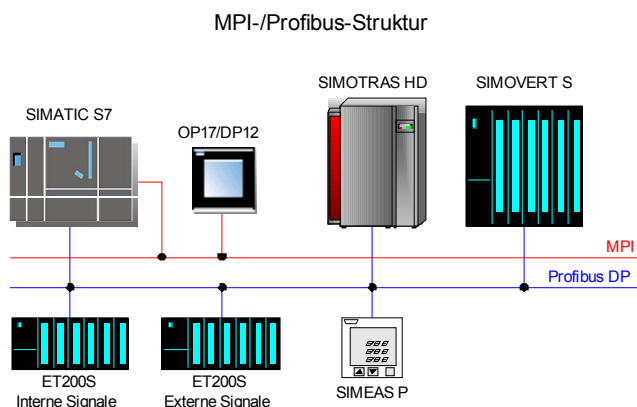 MPI-/Profibus-Struktur
SIMOTRAS HD
SIMOVERT S
SIMATIC S7
OP17/DP12
MPI
Profibus DP
ET200S
Interne Signale
ET200S
Externe Signale
SIMEAS P